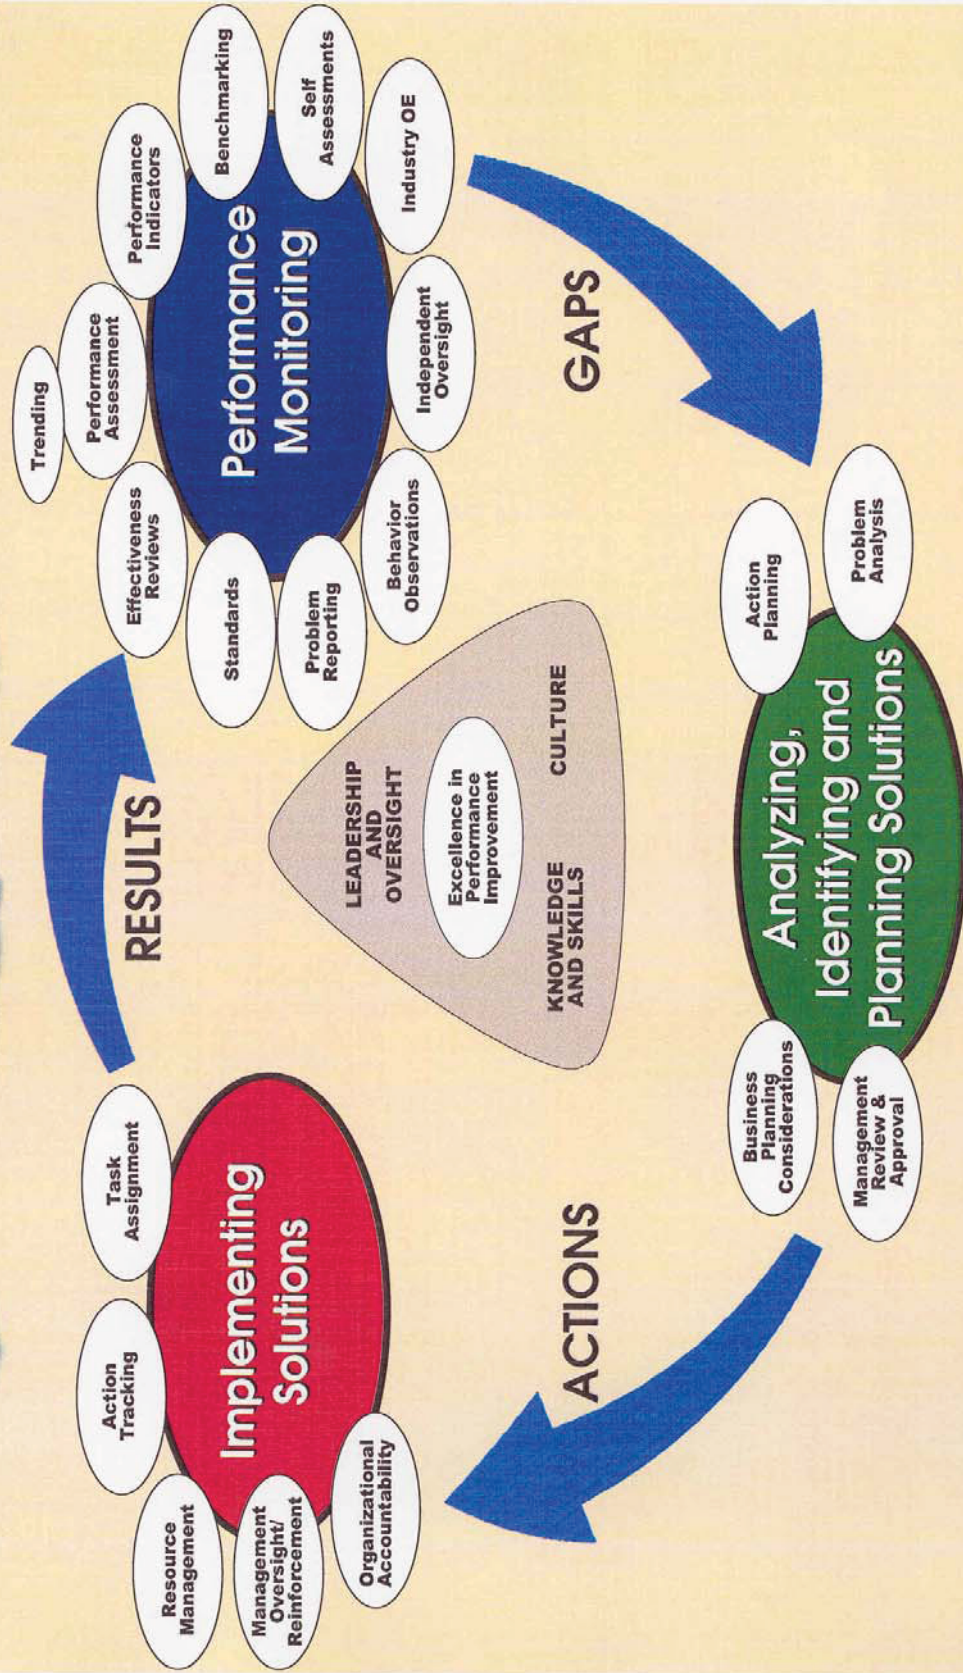 RESULTS
Trending
Performance
Assessment
Effectiveness
Reviews
Performance
Indicators
Standards
Benchmarking
Problem
Reporting
Self
Assessments
Behavior
Observations
Independent
Oversight
Industry OE
Performance
Monitoring
Task
Assignment
Action
Tracking
Resource
Management
Management
Oversight/
Reinforcement
Organizational
Accountability
Implementing
Solutions
LEADERSHIP
AND
OVERSIGHT
Excellence in
Performance
Improvement
KNOWLEDGE
AND SKILLS
CULTURE
ACTIONS
GAPS
Business
Planning
Considerations
Management
Review &
Approval
Action
Planning
Problem
Analysis
Analyzing,
Identifying and
Planning Solutions